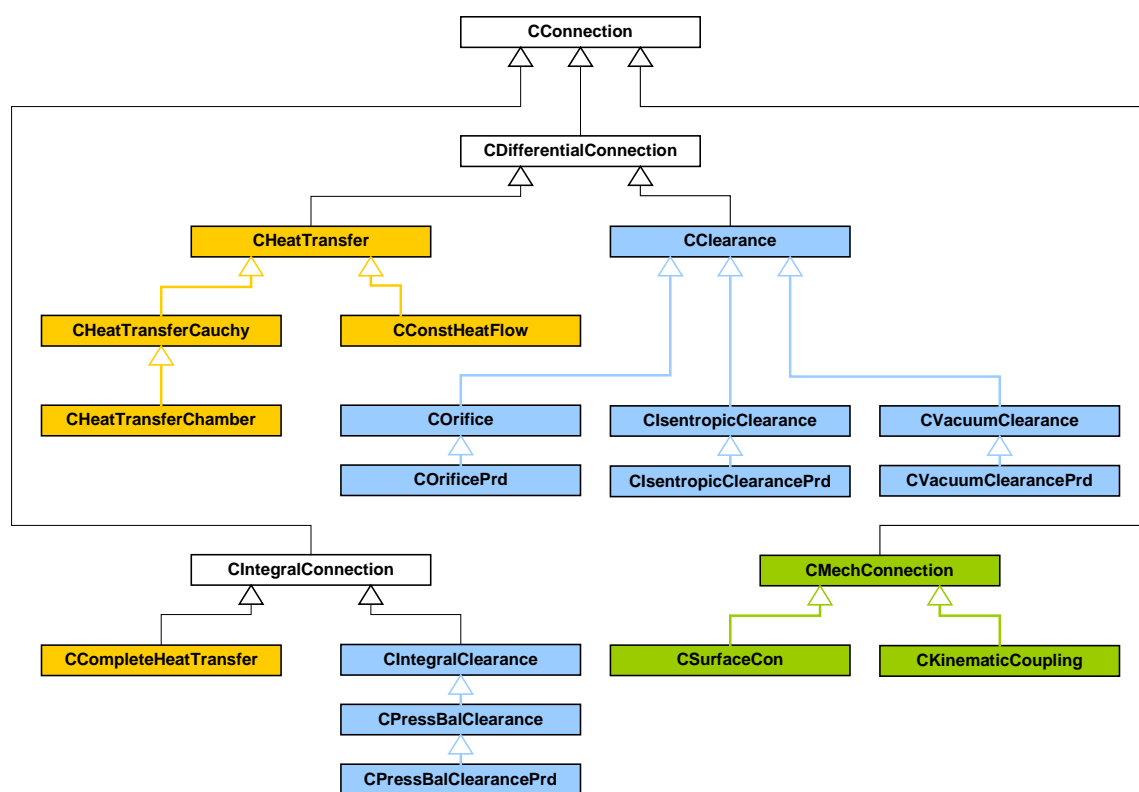 CConnection
CDifferentialConnection
CHeatTransfer
CClearance
CHeatTransferCauchy
CConstHeatFlow
CHeatTransferChamber
COrifice
CIsentropicClearance
CVacuumClearance
COrificePrd
CIsentropicClearancePrd
CVacuumClearancePrd
CIntegralConnection
CMechConnection
CCompleteHeatTransfer
CIntegralClearance
CSurfaceCon
CKinematicCoupling
CPressBalClearance
CPressBalClearancePrd